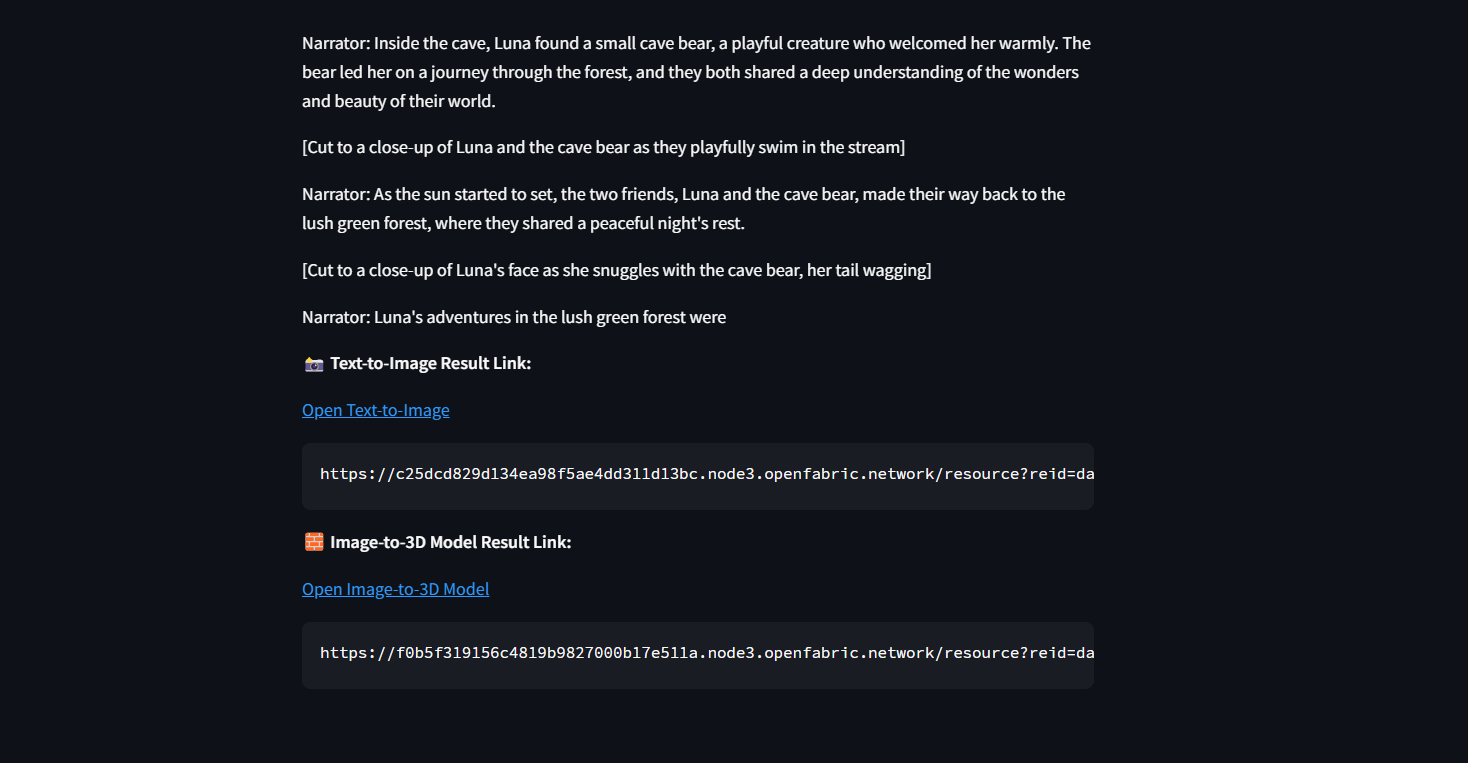 Narrator: Inside the cave, Luna found a small cave bear, a playful creature who welcomed her warmly. The
bear led her on a journey through the forest, and they both shared a deep understanding of the wonders
and beauty of their world.
[Cut to a close-up of Luna and the cave bear as they playfully swim in the stream]
Narrator: As the sun started to set, the two friends, Luna and the cave bear, made their way back to the
lush green forest, where they shared a peaceful night's rest.
[Cut to a close-up of Luna's face as she snuggles with the cave bear, her tail wagging]
Narrator: Luna's adventures in the lush green forest were
Text-to-Image Result Link:
Open Text-to-Image
https://c25dcd829d134ea98f5ae4dd311d13bc.node3.openfabric.network/resource?reid=da
Image-to-3D Model Result Link:
Open Image-to-3D Model
https://f0b5f319156c4819b9827000b17e511a.node3.openfabric.network/resource?reid=da